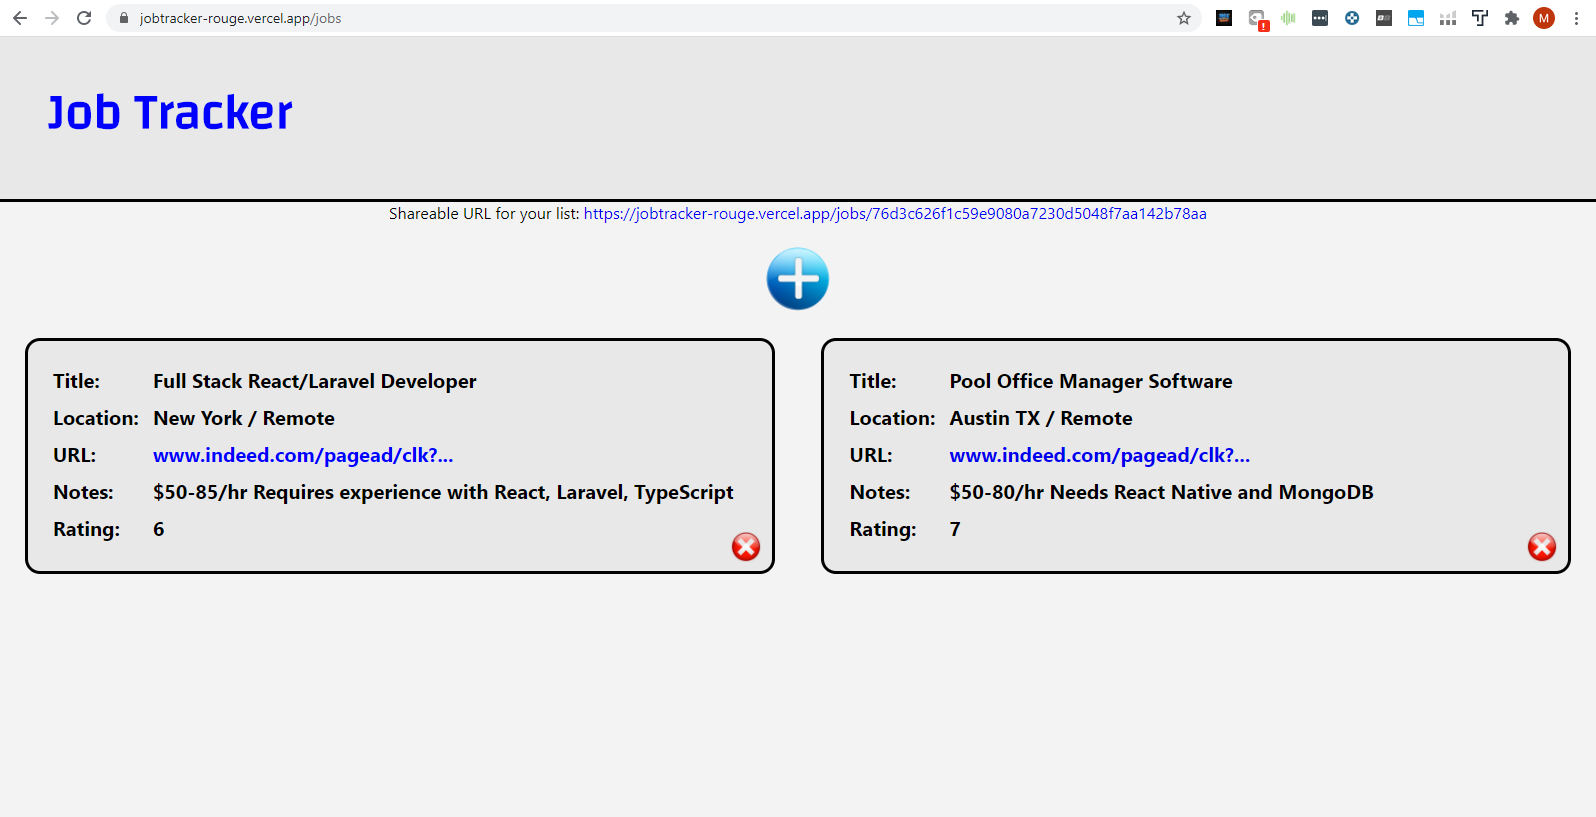 jobtracker-rouge.vercel.app/jobs
M
Job Tracker
Shareable URL for your list: https://jobtracker-rouge.vercel.app/jobs/76d3c626f1c59e9080a7230d5048f7aa142b78aa
Title: Full Stack React/Laravel Developer
Location: New York / Remote
URL: www.indeed.com/pagead/clk?...
Notes: $50-85/hr Requires experience with React, Laravel, TypeScript
Rating: 6
Title: Pool Office Manager Software
Location: Austin TX / Remote
URL: www.indeed.com/pagead/clk?...
Notes: $50-80/hr Needs React Native and MongoDB
Rating: 7